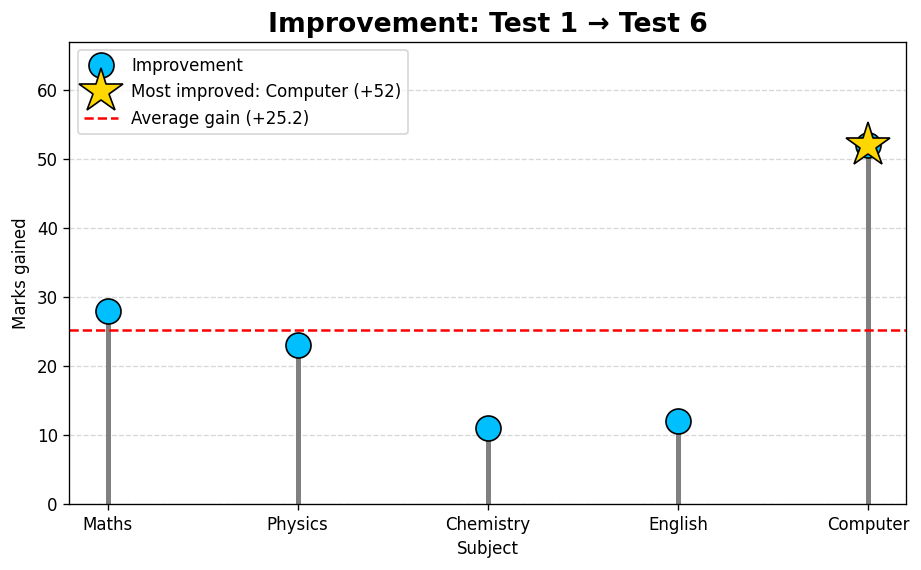 Improvement: Test 1 → Test 6
Improvement
Most improved: Computer (+52)
Average gain (+25.2)
Marks gained
60
50
40
30
20
10
0
Maths Physics Chemistry English Computer
Subject